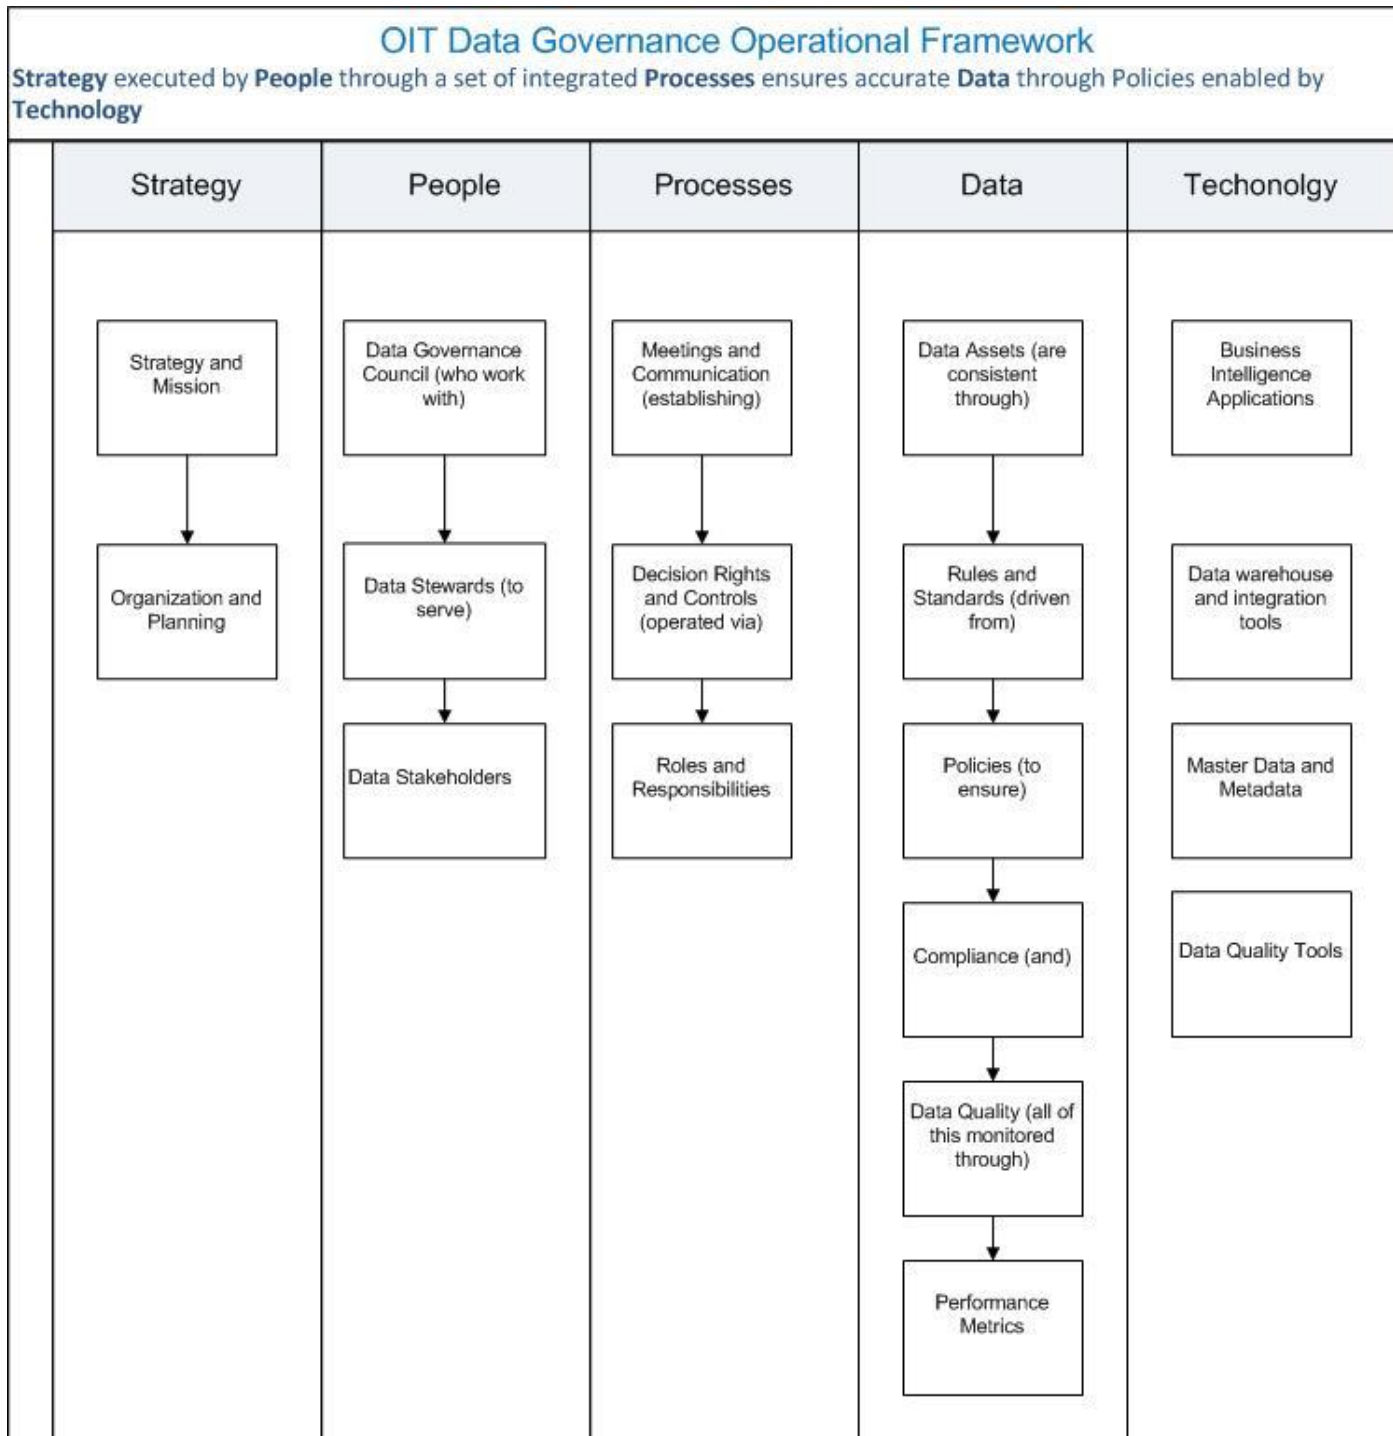 OIT Data Governance Operational Framework
Strategy executed by People through a set of integrated Processes ensures accurate Data through Policies enabled by
Technology
Strategy
People
Processes
Data
Techonolgy
Strategy and
Mission
Organization and
Planning
Data Governance
Council (who work
with)
Data Stewards (to
serve)
Data Stakeholders
Meetings and
Communication
(establishing)
Decision Rights
and Controls
(operated via)
Roles and
Responsibilities
Data Assets (are
consistent
through)
Rules and
Standards (driven
from)
Policies (to
ensure)
Compliance (and)
Data Quality (all of
this monitored
through)
Performance
Metrics
Business
Intelligence
Applications
Data warehouse
and integration
tools
Master Data and
Metadata
Data Quality Tools